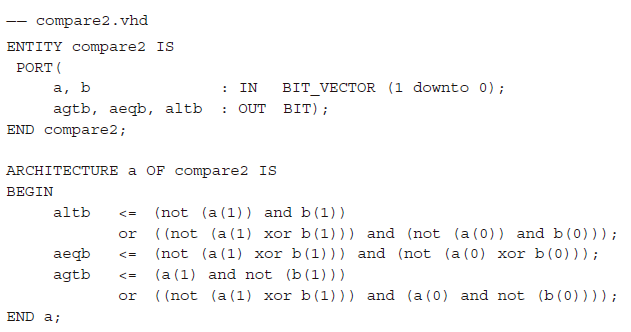 —— compare2.vhd
ENTITY compare2 IS
PORT(
a, b : IN BIT_VECTOR (1 downto 0);
agtb, aeqb, altb : OUT BIT);
END compare2;
ARCHITECTURE a OF compare2 IS
BEGIN
altb <= (not (a(1)) and b(1))
or ((not (a(1) xor b(1))) and (not (a(0)) and b(0)));
aeqb <= (not (a(1) xor b(1))) and (not (a(0) xor b(0)));
agtb <= (a(1) and not (b(1)))
or ((not (a(1) xor b(1))) and (a(0) and not (b(0))));
END a;